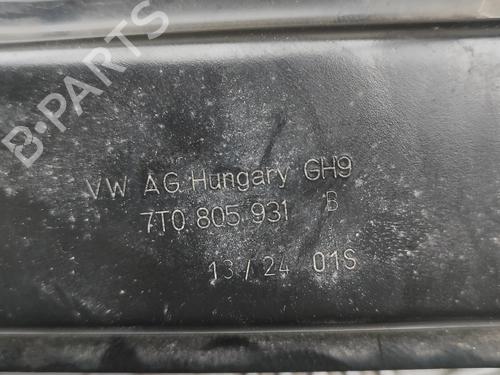 B-PARTS
VW AG Hungary GH9
7T0 805 931 B
13/24 01S